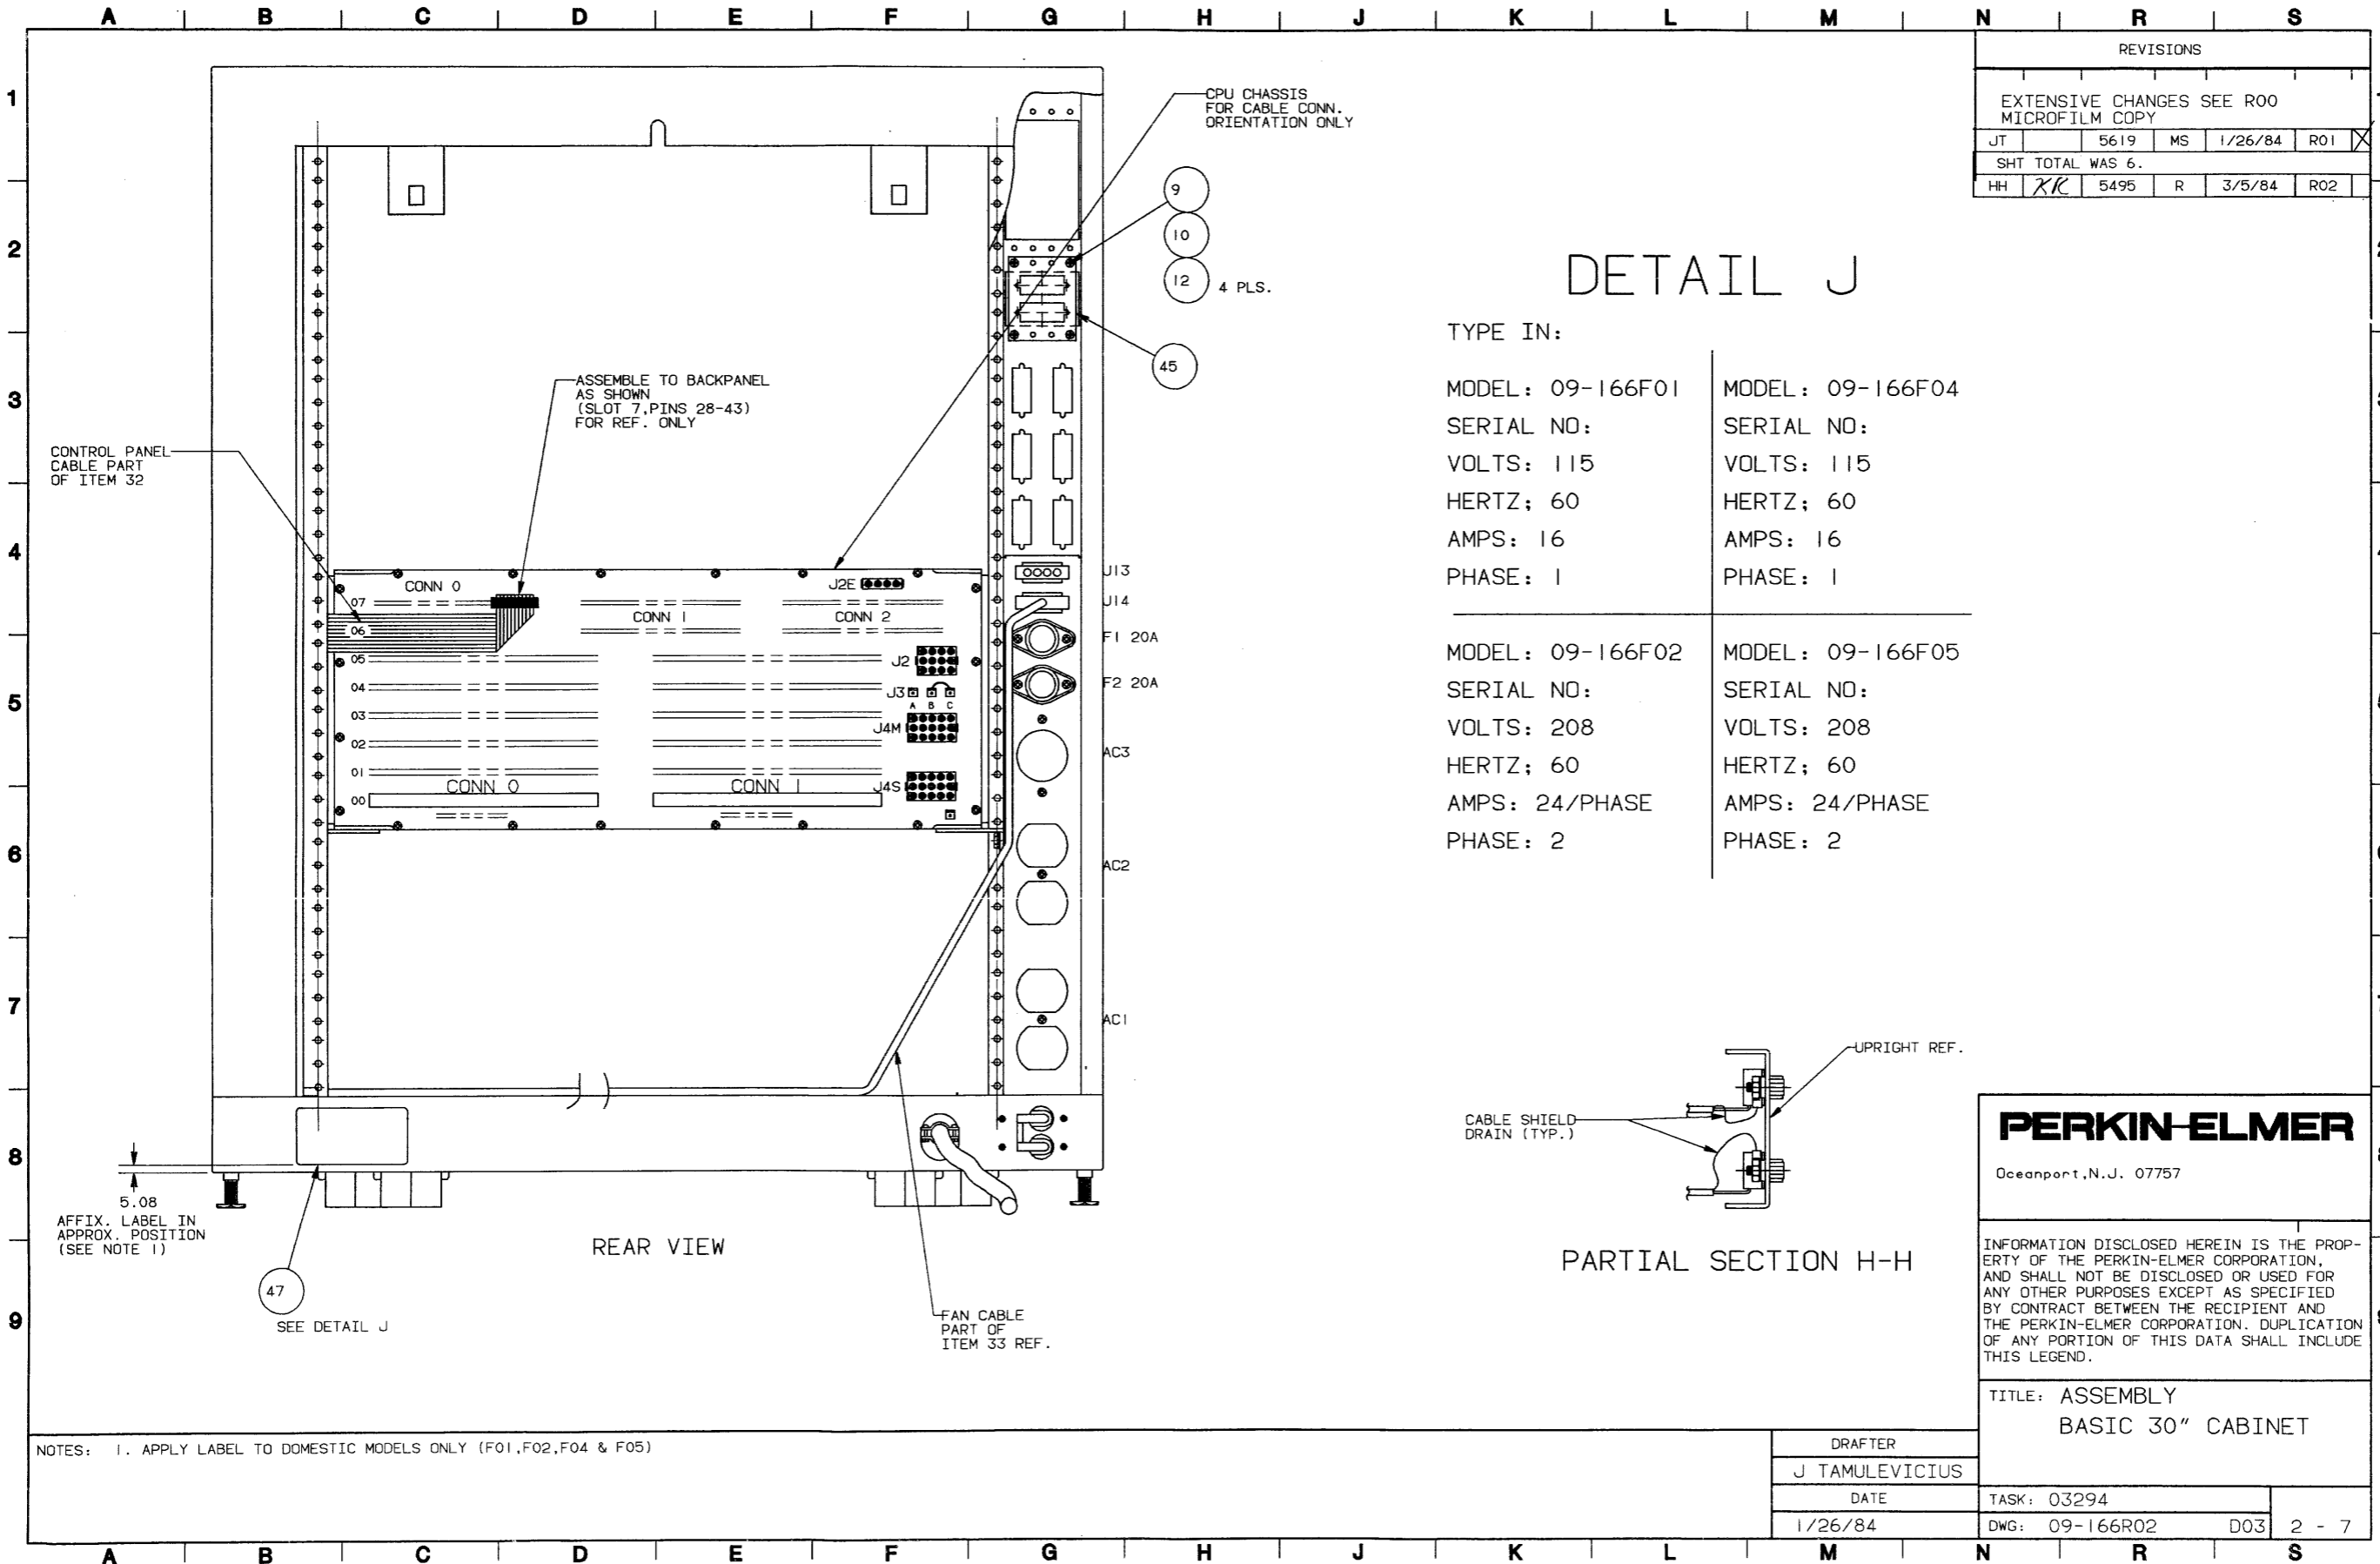 A B C D E F G H J K L M N R S
1
2
3
4
5
6
7
8
9
REVISIONS
EXTENSIVE CHANGES SEE R00
MICROFILM COPY
JT 5619 MS 1/26/84 R01 X
SHT TOTAL WAS 6.
HH KK 5495 R 3/5/84 R02
CPU CHASSIS
FOR CABLE CONN.
ORIENTATION ONLY
9
10
12 4 PLS.
45
ASSEMBLE TO BACKPANEL
AS SHOWN
(SLOT 7,PINS 28-43)
FOR REF. ONLY
CONTROL PANEL
CABLE PART
OF ITEM 32
CONN 0
J2E
07
CONN 1
CONN 2
06
05
J2
04
J3
A B C
03
J4M
02
01
CONN 0
CONN 1
J4S
00
J13
J14
F1 20A
F2 20A
AC3
AC2
AC1
5.08
AFFIX. LABEL IN
APPROX. POSITION
(SEE NOTE 1)
47
SEE DETAIL J
REAR VIEW
FAN CABLE
PART OF
ITEM 33 REF.
DETAIL J
TYPE IN:
MODEL: 09-166F01
SERIAL NO:
VOLTS: 115
HERTZ; 60
AMPS: 16
PHASE: 1
MODEL: 09-166F04
SERIAL NO:
VOLTS: 115
HERTZ; 60
AMPS: 16
PHASE: 1
MODEL: 09-166F02
SERIAL NO:
VOLTS: 208
HERTZ; 60
AMPS: 24/PHASE
PHASE: 2
MODEL: 09-166F05
SERIAL NO:
VOLTS: 208
HERTZ; 60
AMPS: 24/PHASE
PHASE: 2
UPRIGHT REF.
CABLE SHIELD
DRAIN (TYP.)
PARTIAL SECTION H-H
PERKIN-ELMER
Oceanport,N.J. 07757
INFORMATION DISCLOSED HEREIN IS THE PROP-
ERTY OF THE PERKIN-ELMER CORPORATION,
AND SHALL NOT BE DISCLOSED OR USED FOR
ANY OTHER PURPOSES EXCEPT AS SPECIFIED
BY CONTRACT BETWEEN THE RECIPIENT AND
THE PERKIN-ELMER CORPORATION. DUPLICATION
OF ANY PORTION OF THIS DATA SHALL INCLUDE
THIS LEGEND.
TITLE: ASSEMBLY
BASIC 30" CABINET
NOTES: 1. APPLY LABEL TO DOMESTIC MODELS ONLY (F01,F02,F04 & F05)
DRAFTER
J TAMULEVICIUS
DATE
1/26/84
TASK: 03294
DWG: 09-166R02 D03 2 - 7
A B C D E F G H J K L M N R S